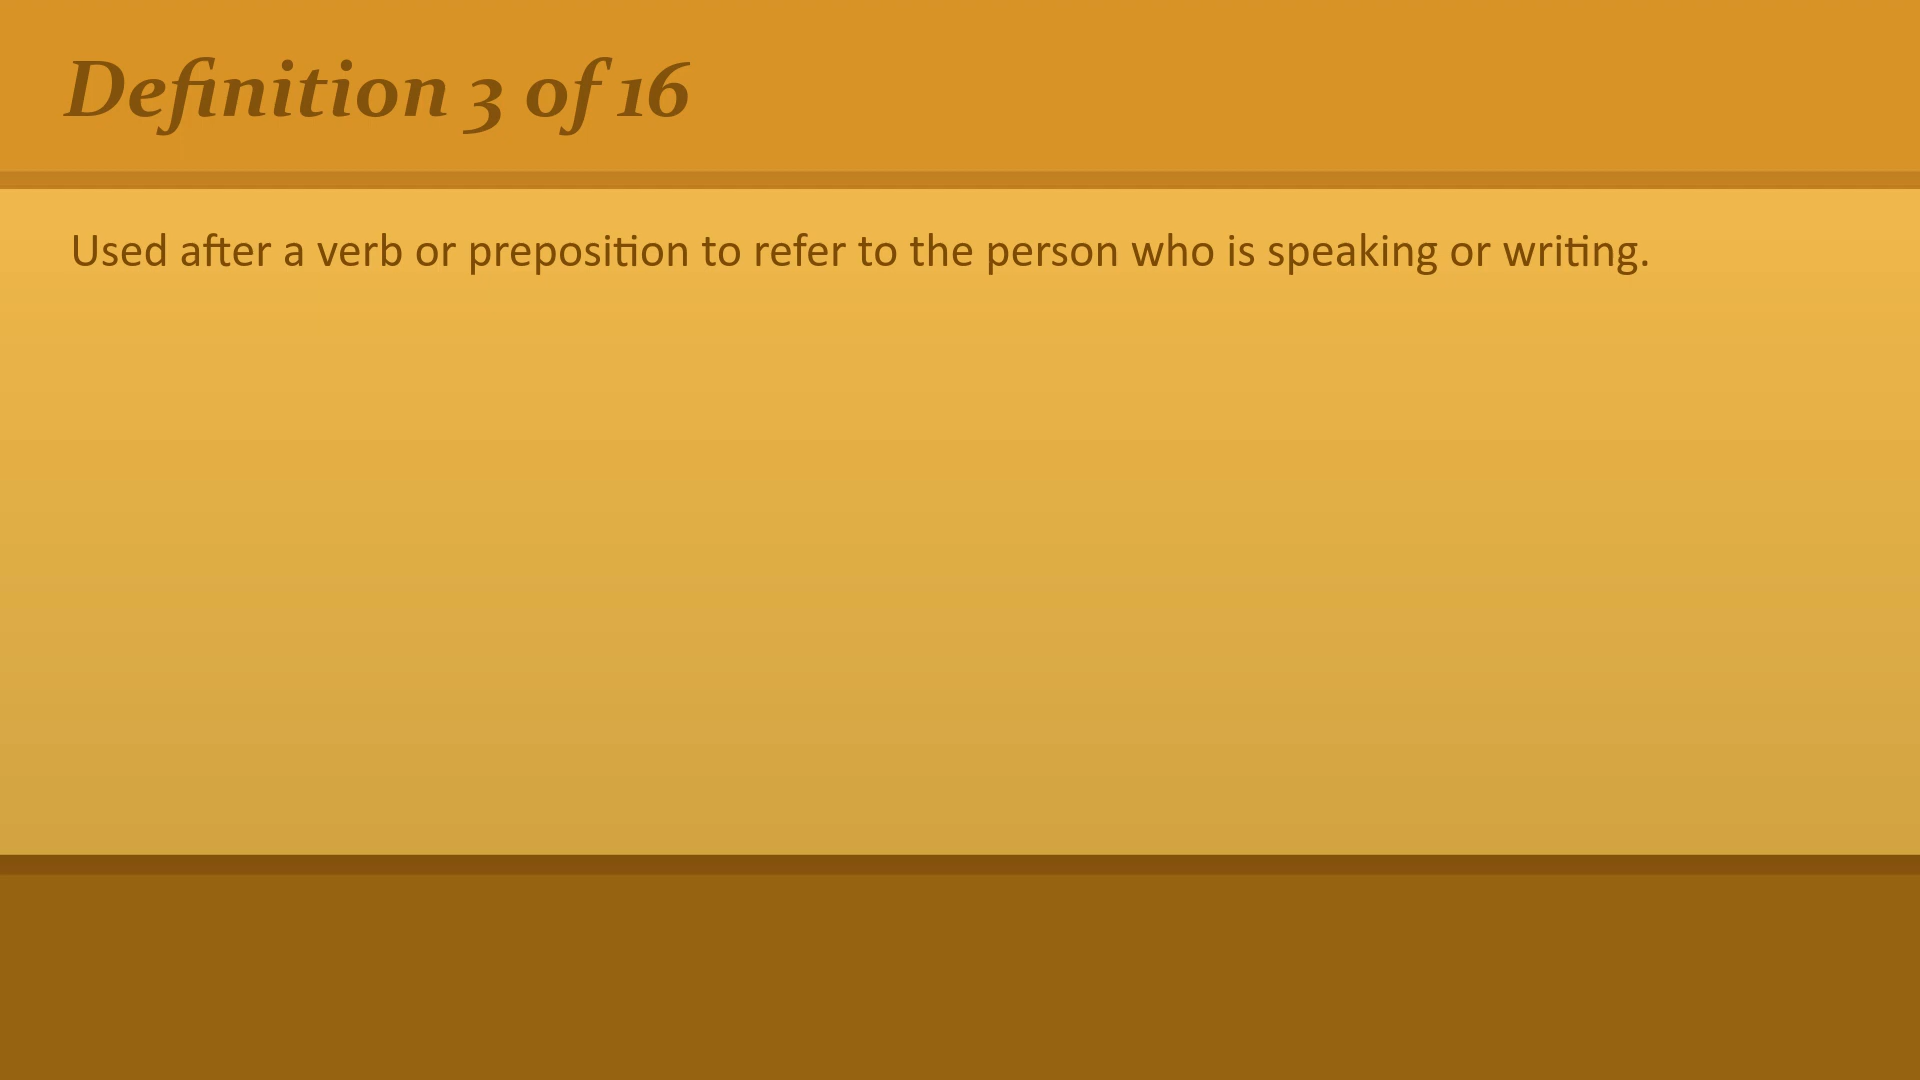 Definition 3 of 16
Used after a verb or preposition to refer to the person who is speaking or writing.